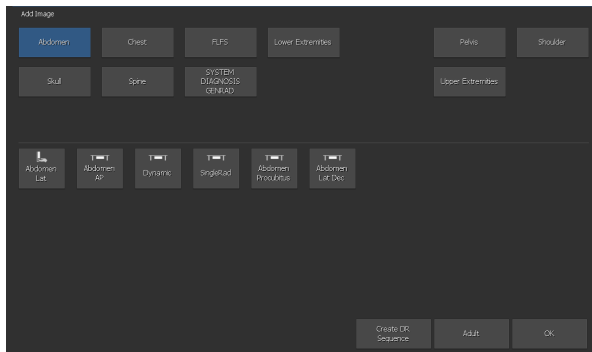 Add Image
Abdomen
Chest
FLFS
Lower Extremities
Pelvis
Shoulder
Skull
Spine
SYSTEM
DIAGNOSIS
GENRAD
Upper Extremities
Abdomen
Lat
Abdomen
AP
Dynamic
SingleRad
Abdomen
Procubitus
Abdomen
Lat Dec
Create DR
Sequence
Adult
OK